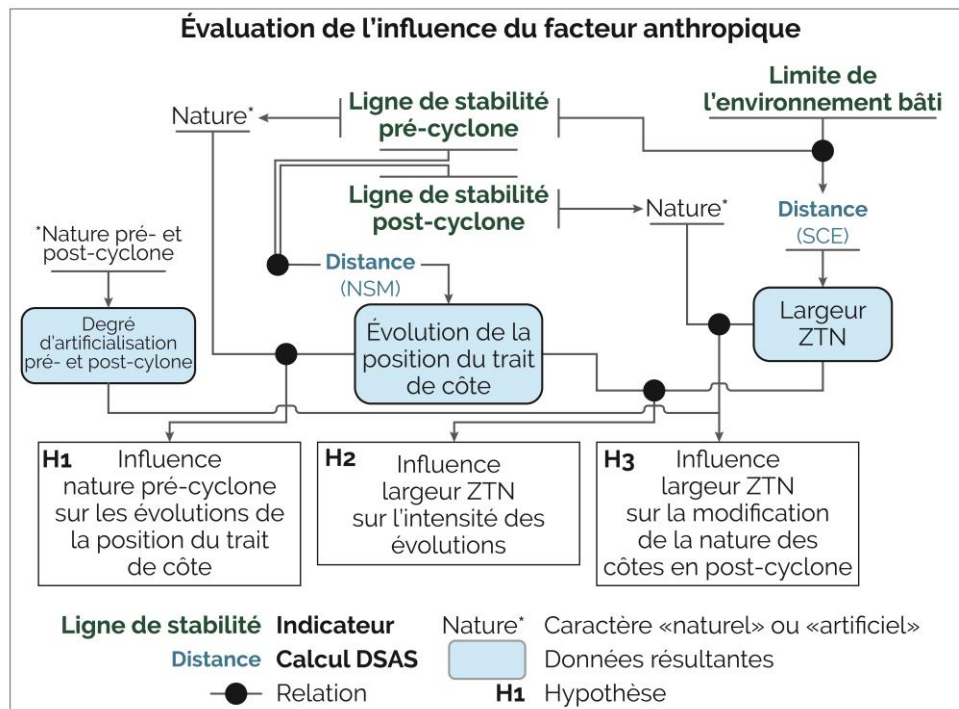 Évaluation de l'influence du facteur anthropique
Limite de
l'environnement bâti
Ligne de stabilité
pré-cyclone
Nature*
Ligne de stabilité
post-cyclone
Nature*
Distance
(SCE)
*Nature pré- et
post-cyclone
Distance
(NSM)
Degré
d'artificialisation
pré- et post-cylone
Évolution de la
position du trait
de côte
Largeur
ZTN
H1 Influence
nature pré-cyclone
sur les évolutions de
la position du trait
de côte
H2 Influence
largeur ZTN
sur l'intensité des
évolutions
H3 Influence
largeur ZTN
sur la modification
de la nature des
côtes en post-cyclone
Ligne de stabilité Indicateur
Nature* Caractère «naturel» ou «artificiel»
Distance Calcul DSAS
Données résultantes
Relation
H1 Hypothèse